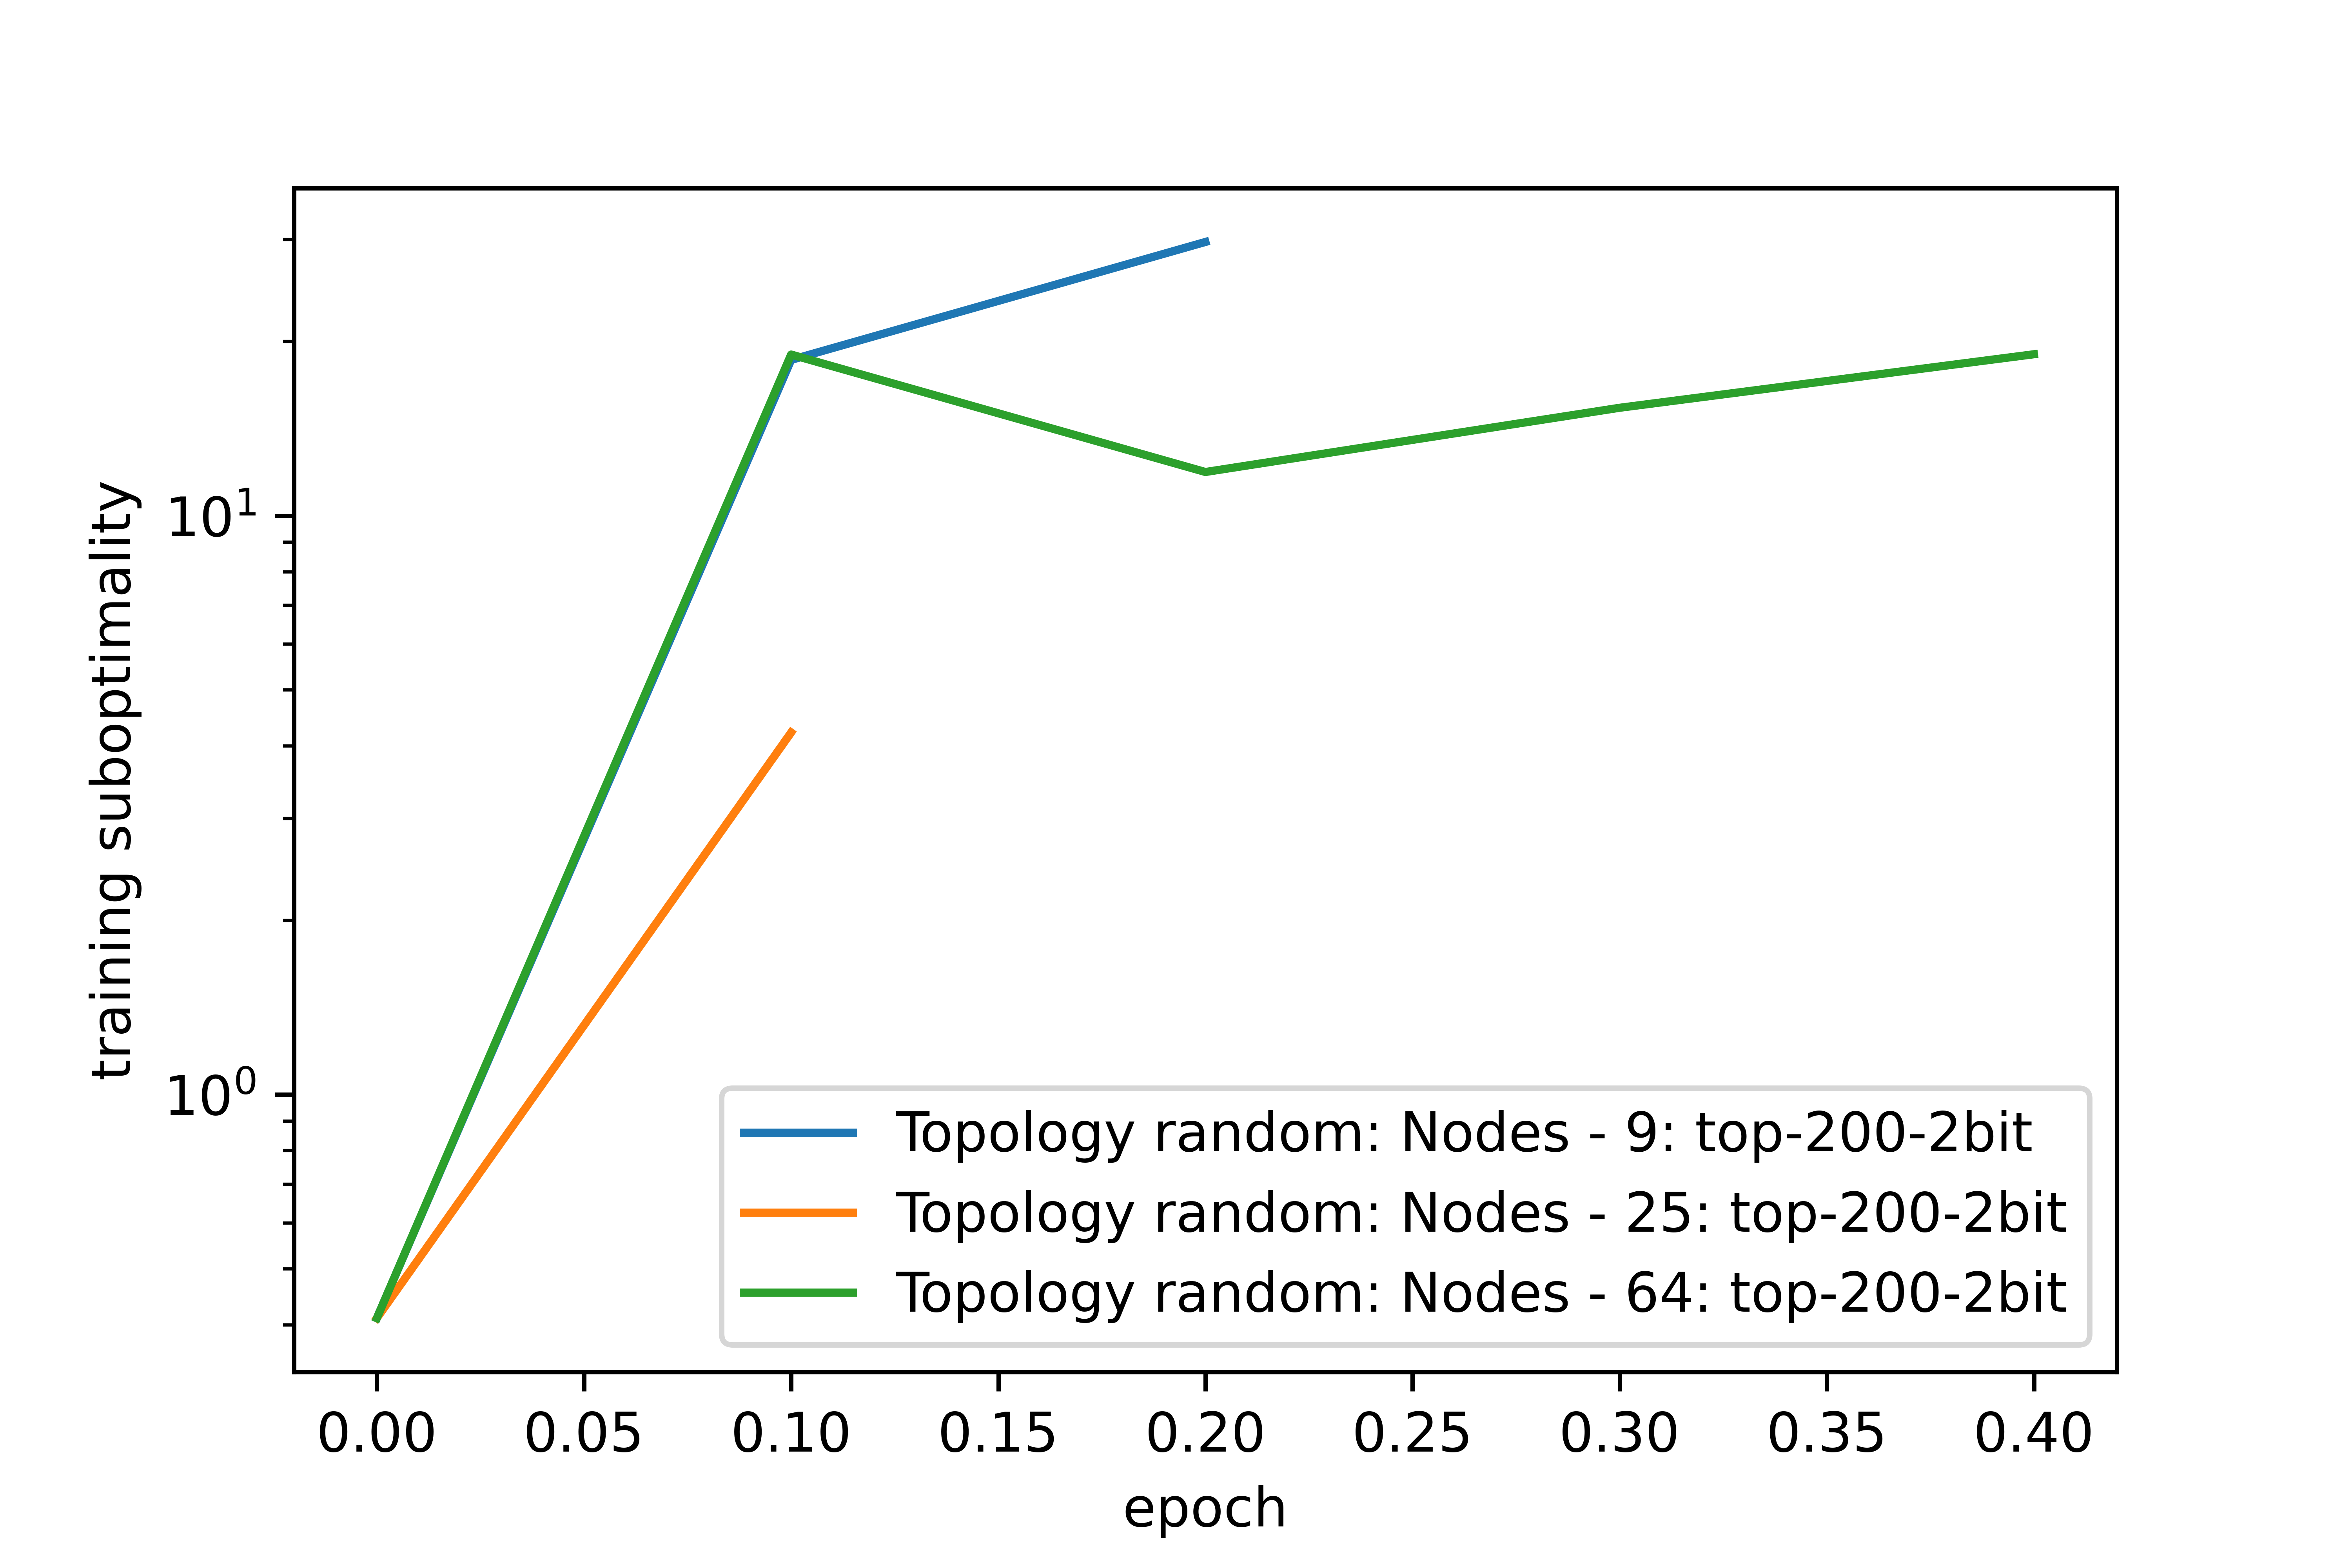 training suboptimality
10¹
10⁰
Topology random: Nodes - 9: top-200-2bit
Topology random: Nodes - 25: top-200-2bit
Topology random: Nodes - 64: top-200-2bit
0.00 0.05 0.10 0.15 0.20 0.25 0.30 0.35 0.40
epoch